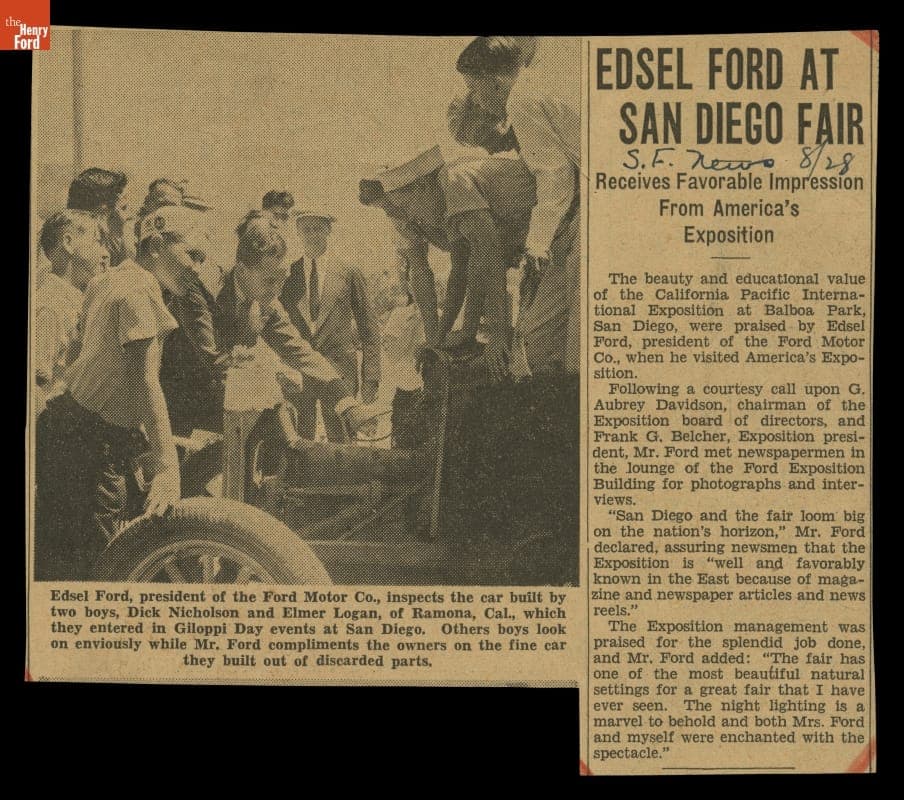 the
Henry
Ford
EDSEL FORD AT
SAN DIEGO FAIR
S.F. News 8/28
Receives Favorable Impression
From America's
Exposition
The beauty and educational value
of the California Pacific Interna-
tional Exposition at Balboa Park,
San Diego, were praised by Edsel
Ford, president of the Ford Motor
Co., when he visited America's Expo-
sition.
Following a courtesy call upon G.
Aubrey Davidson, chairman of the
Exposition board of directors, and
Frank G. Belcher, Exposition presi-
dent, Mr. Ford met newspapermen in
the lounge of the Ford Exposition
Building for photographs and inter-
views.
"San Diego and the fair loom big
on the nation's horizon," Mr. Ford
declared, assuring newsmen that the
Exposition is "well and favorably
known in the East because of maga-
zine and newspaper articles and news
reels."
The Exposition management was
praised for the splendid job done,
and Mr. Ford added: "The fair has
one of the most beautiful natural
settings for a great fair that I have
ever seen. The night lighting is a
marvel to behold and both Mrs. Ford
and myself were enchanted with the
spectacle."
Edsel Ford, president of the Ford Motor Co., inspects the car built by
two boys, Dick Nicholson and Elmer Logan, of Ramona, Cal., which
they entered in Giloppi Day events at San Diego. Others boys look
on enviously while Mr. Ford compliments the owners on the fine car
they built out of discarded parts.